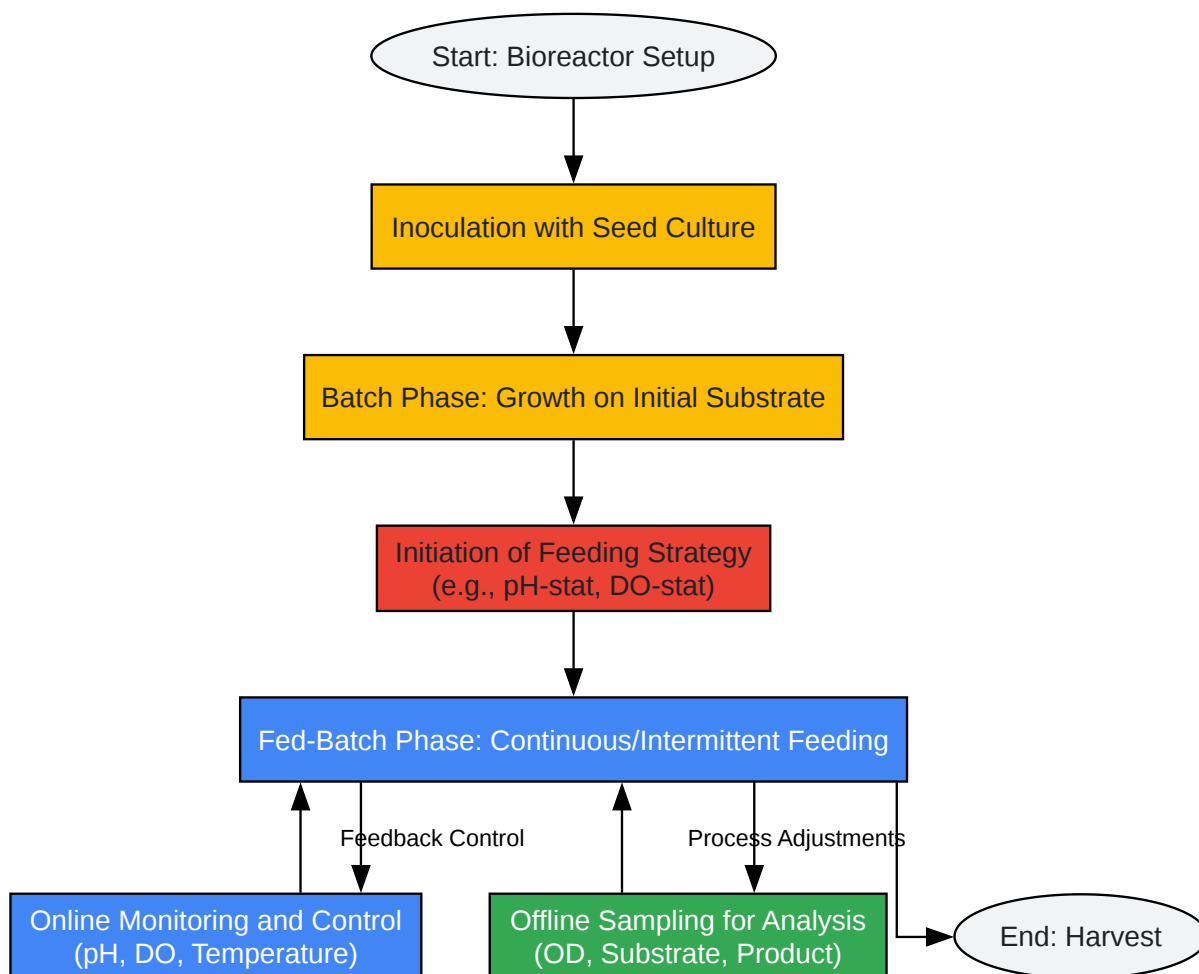 Start: Bioreactor Setup
Inoculation with Seed Culture
Batch Phase: Growth on Initial Substrate
Initiation of Feeding Strategy
(e.g., pH-stat, DO-stat)
Fed-Batch Phase: Continuous/Intermittent Feeding
Feedback Control
Process Adjustments
Online Monitoring and Control
(pH, DO, Temperature)
Offline Sampling for Analysis
(OD, Substrate, Product)
End: Harvest